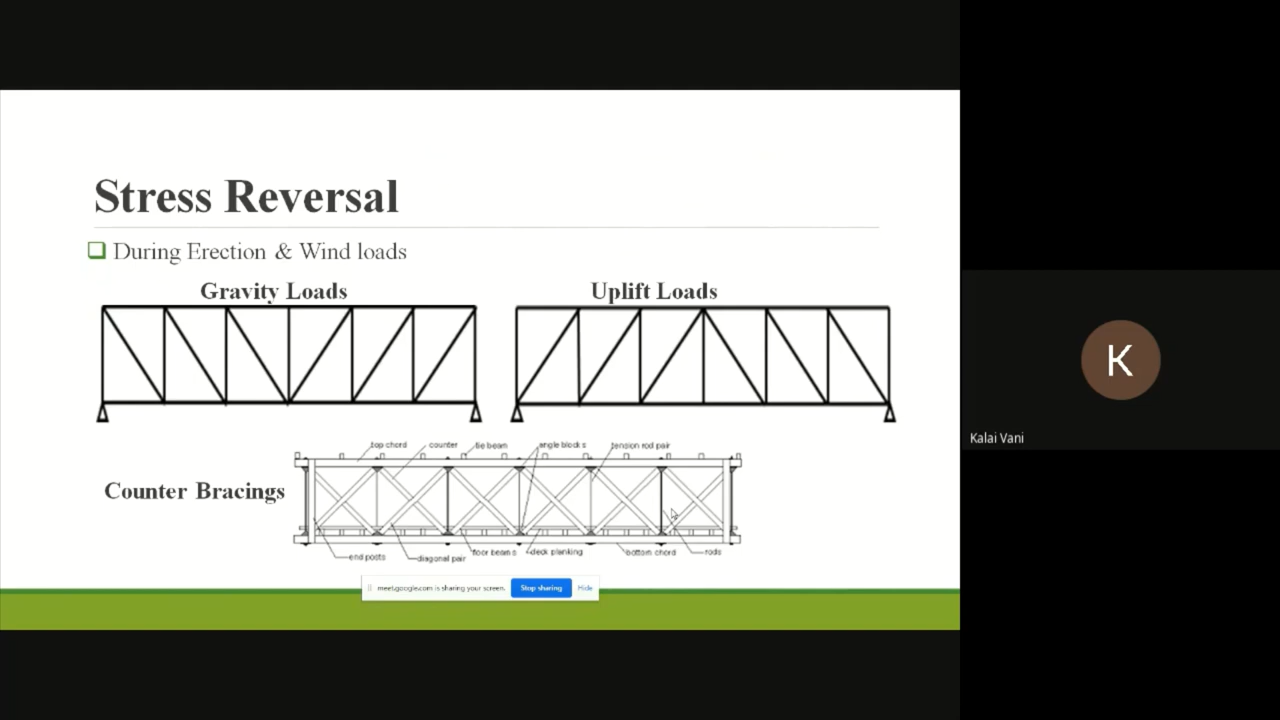 Stress Reversal
During Erection & Wind loads
Gravity Loads
Uplift Loads
top chord
counter
tie beam
angle blocks
tension rod pair
Counter Bracings
end posts
diagonal pair
floor beams
deck planking
bottom chord
rods
meet.google.com is sharing your screen.
Stop sharing
Hide
K
Kalai Vani